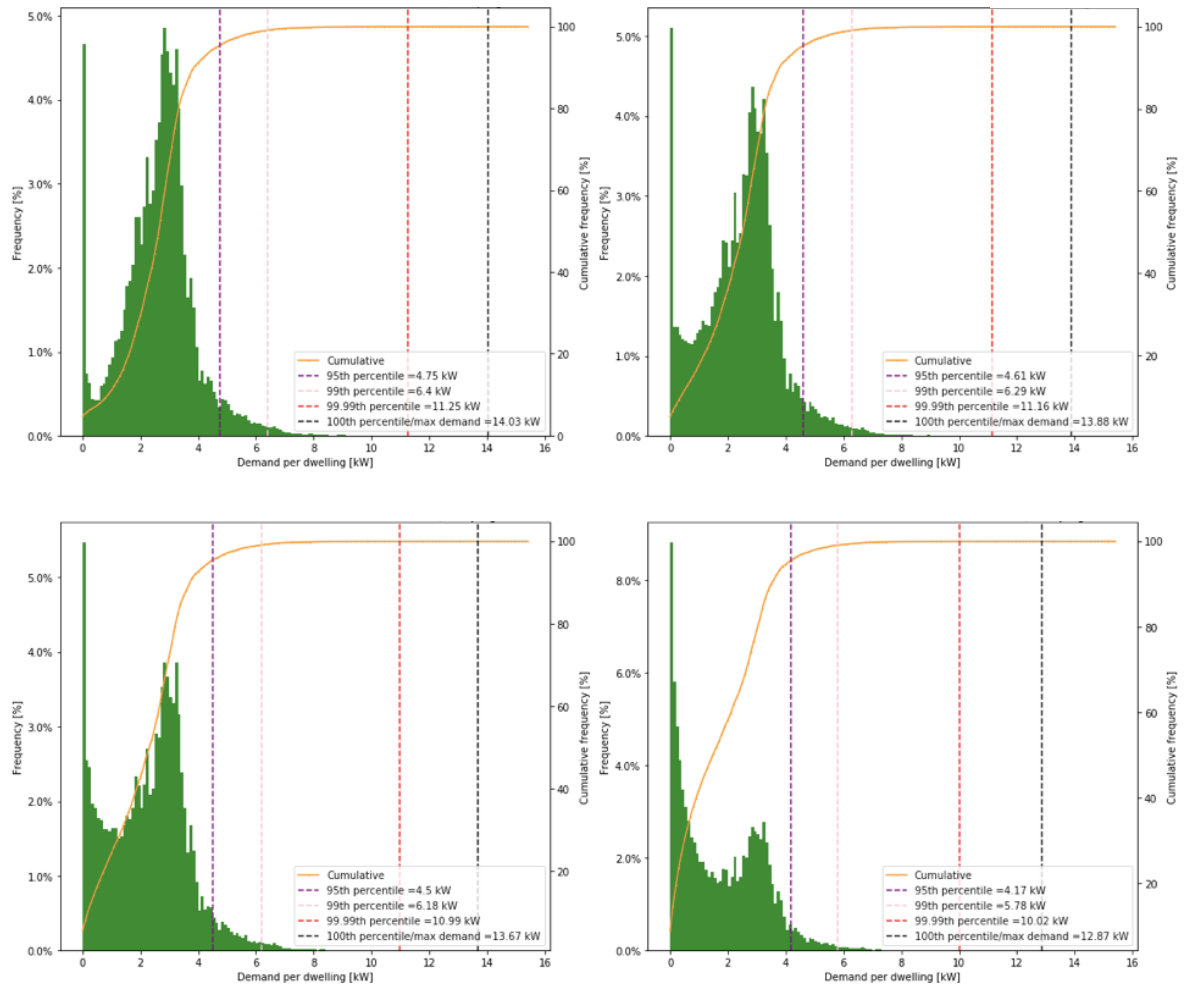 5.0%
4.0%
3.0%
2.0%
1.0%
0.0%
Frequency [%]
100
80
60
40
20
0
Cumulative frequency [%]
Cumulative
95th percentile =4.75 kW
99th percentile =6.4 kW
99.99th percentile =11.25 kW
100th percentile/max demand =14.03 kW
0 2 4 6 8 10 12 14 16
Demand per dwelling [kW]
5.0%
4.0%
3.0%
2.0%
1.0%
0.0%
Frequency [%]
100
80
60
40
20
Cumulative frequency [%]
Cumulative
95th percentile =4.61 kW
99th percentile =6.29 kW
99.99th percentile =11.16 kW
100th percentile/max demand =13.88 kW
0 2 4 6 8 10 12 14 16
Demand per dwelling [kW]
5.0%
4.0%
3.0%
2.0%
1.0%
0.0%
Frequency [%]
100
80
60
40
20
Cumulative frequency [%]
Cumulative
95th percentile =4.5 kW
99th percentile =6.18 kW
99.99th percentile =10.99 kW
100th percentile/max demand =13.67 kW
0 2 4 6 8 10 12 14 16
Demand per dwelling [kW]
8.0%
6.0%
4.0%
2.0%
0.0%
Frequency [%]
100
80
60
40
20
Cumulative frequency [%]
Cumulative
95th percentile =4.17 kW
99th percentile =5.78 kW
99.99th percentile =10.02 kW
100th percentile/max demand =12.87 kW
0 2 4 6 8 10 12 14 16
Demand per dwelling [kW]